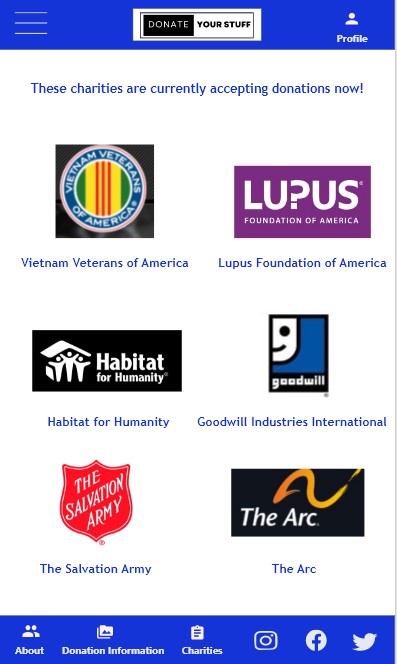 DONATE YOUR STUFF
Profile
These charities are currently accepting donations now!
VIETNAM VETERANS
OF AMERICA®
LUPUS®
FOUNDATION OF AMERICA
Vietnam Veterans of America
Lupus Foundation of America
Habitat
for Humanity®
goodwill®
Habitat for Humanity
Goodwill Industries International
THE
SALVATION
ARMY
®
The Arc®
The Salvation Army
The Arc
About
Donation Information
Charities